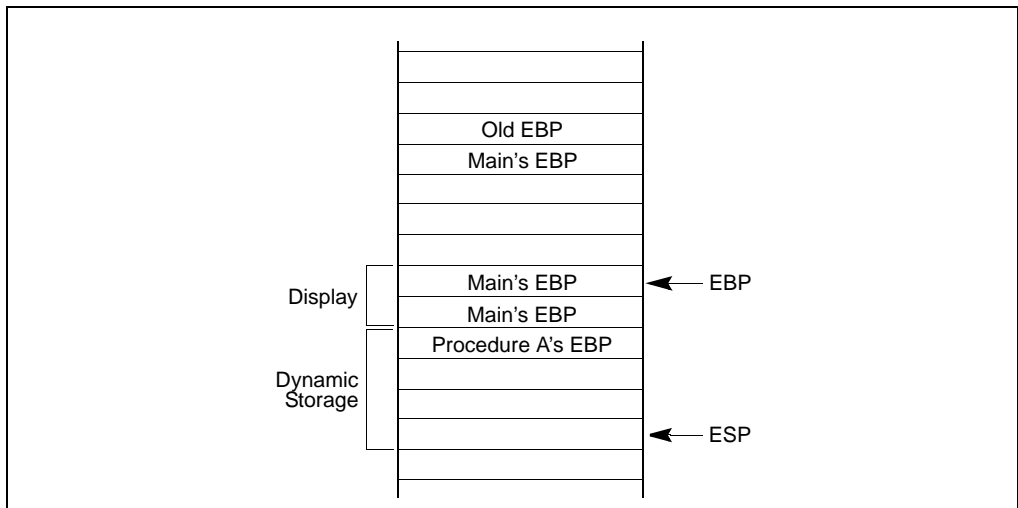 Old EBP
Main's EBP
Main's EBP
EBP
Display
Main's EBP
Procedure A's EBP
Dynamic
Storage
ESP